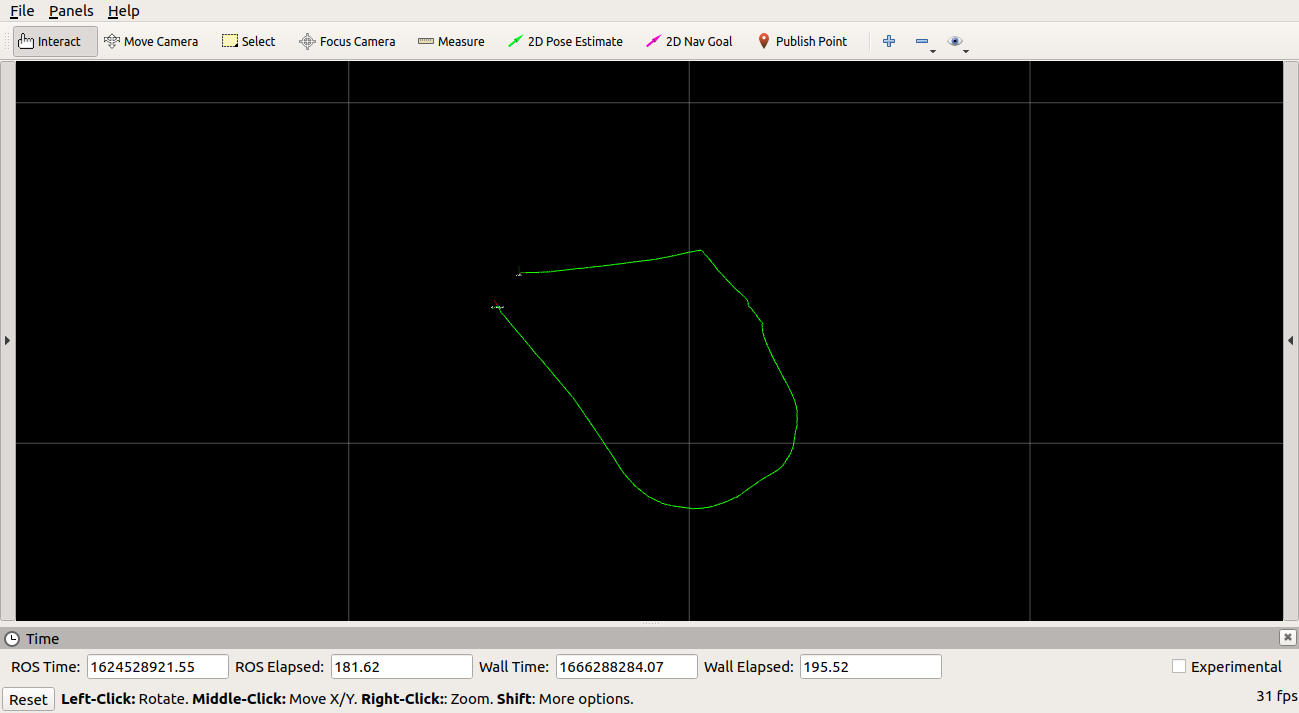 File Panels Help
Interact Move Camera Select Focus Camera Measure 2D Pose Estimate 2D Nav Goal Publish Point
Time
ROS Time: 1624528921.55 ROS Elapsed: 181.62 Wall Time: 1666288284.07 Wall Elapsed: 195.52 Experimental
Reset Left-Click: Rotate. Middle-Click: Move X/Y. Right-Click:: Zoom. Shift: More options. 31 fps